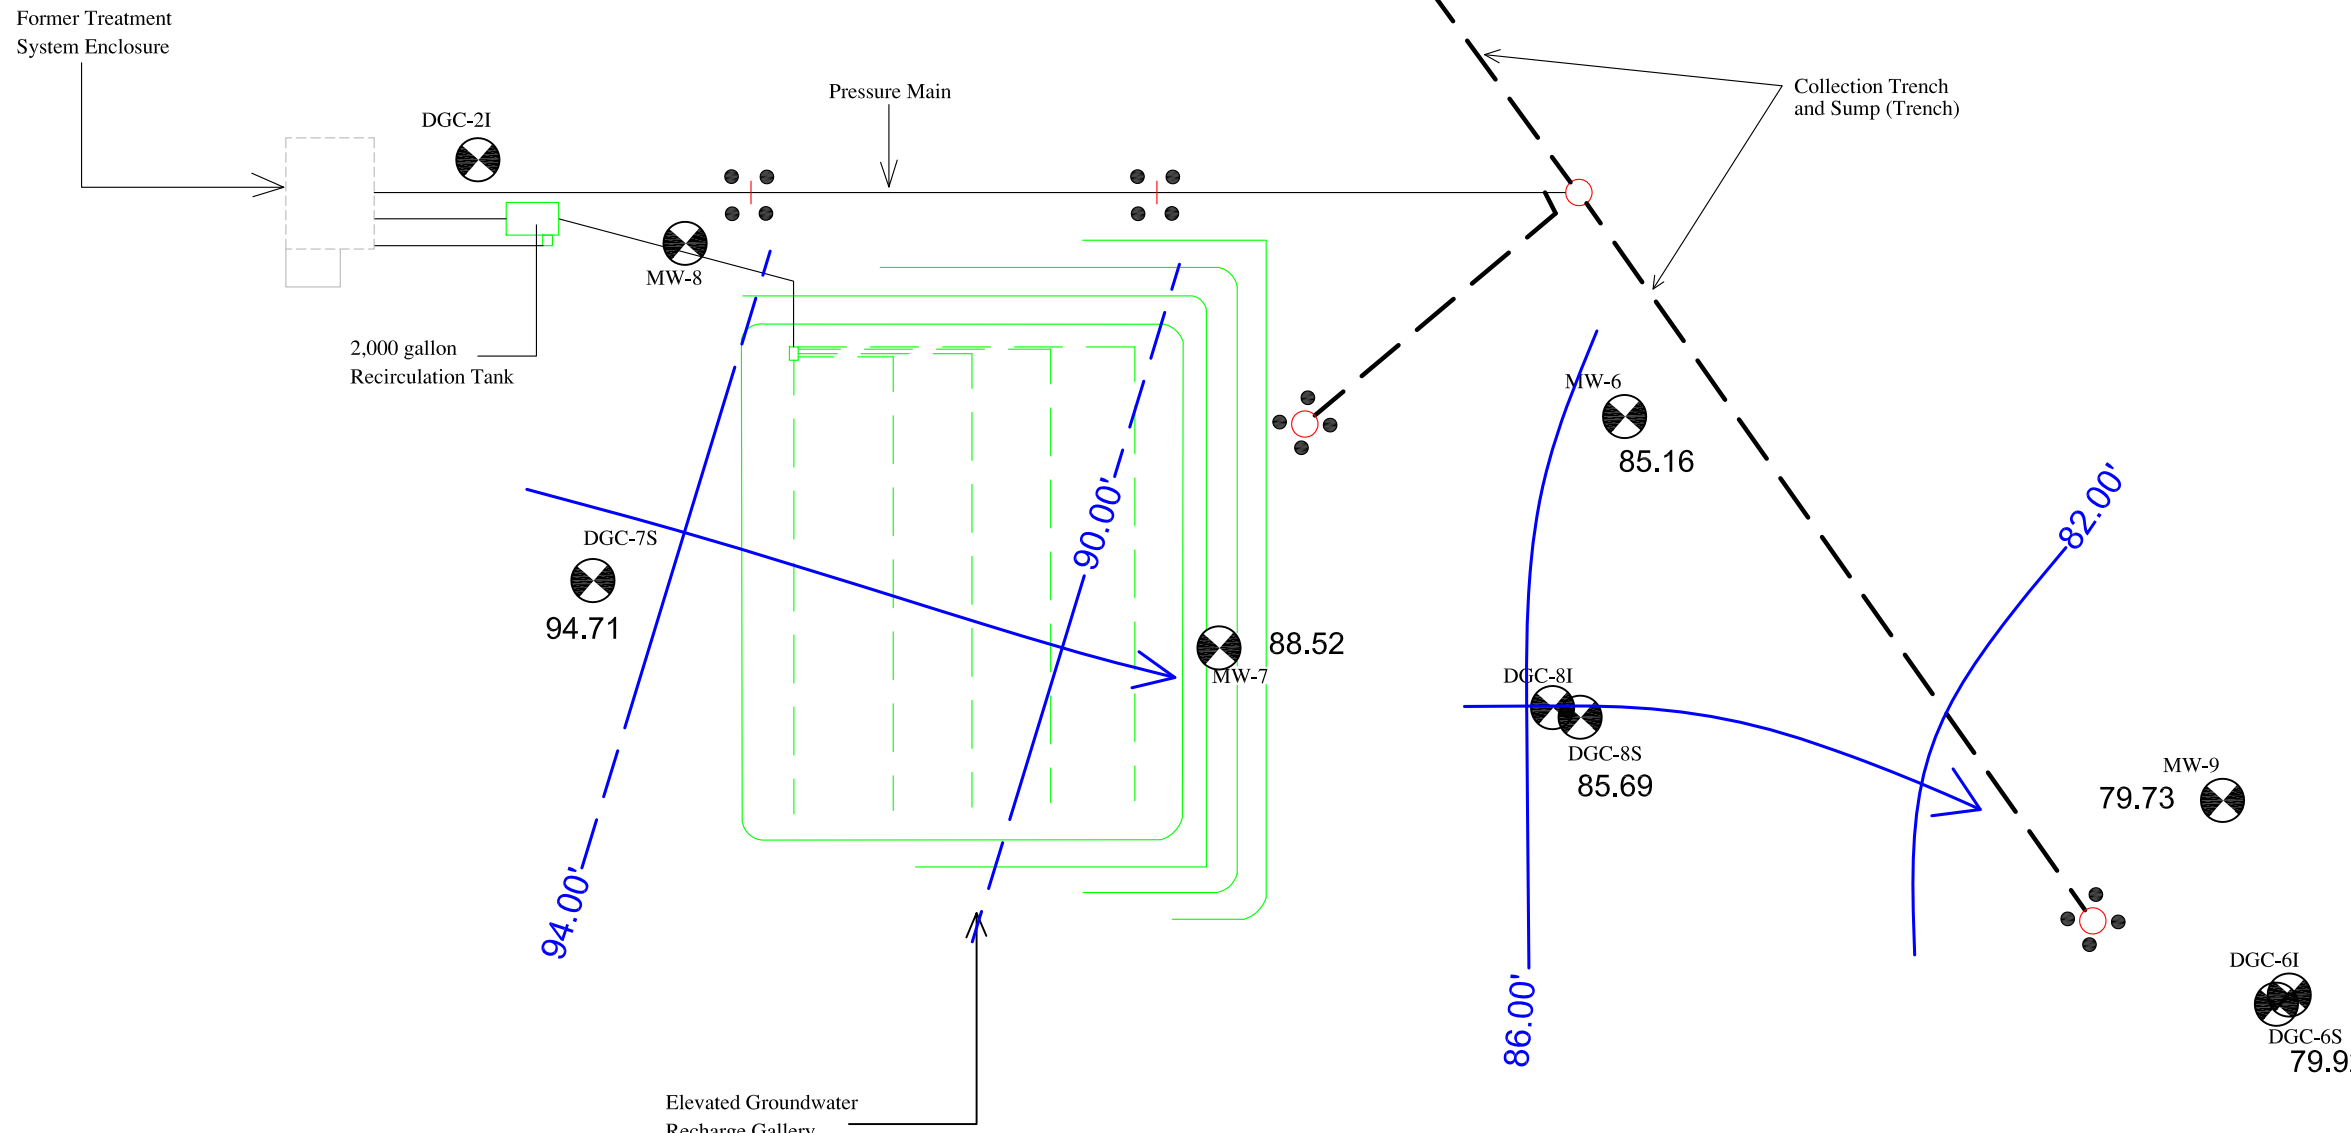 Former Treatment
System Enclosure
DGC-2I
Pressure Main
Collection Trench
and Sump (Trench)
MW-8
2,000 gallon
Recirculation Tank
MW-6
85.16
82.00'
90.00'
DGC-7S
94.71
88.52
MW-7
DGC-8I
DGC-8S
85.69
MW-9
79.73
94.00'
86.00'
DGC-6I
DGC-6S
Elevated Groundwater
Recharge Gallery